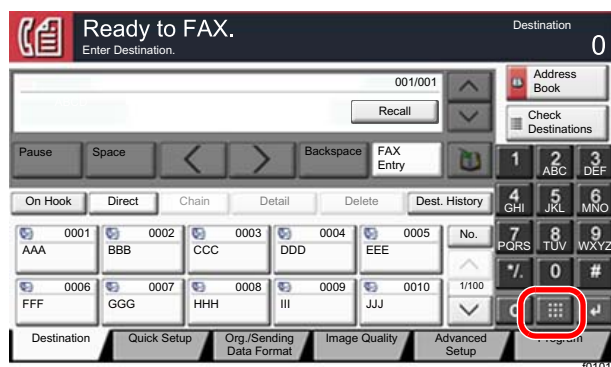 Ready to FAX.
Enter Destination.
Destination
0
001/001
Recall
Address
Book
Check
Destinations
Pause
Space
Backspace
FAX
Entry
1
2
ABC
3
DEF
On Hook
Direct
Chain
Detail
Delete
Dest. History
4
GHI
5
JKL
6
MNO
0001
AAA
0002
BBB
0003
CCC
0004
DDD
0005
EEE
No.
7
PQRS
8
TUV
9
WXYZ
0006
FFF
0007
GGG
0008
HHH
0009
III
0010
JJJ
1/100
*/.
0
#
C
Destination
Quick Setup
Org./Sending
Data Format
Image Quality
Advanced
Setup
Program
f0101